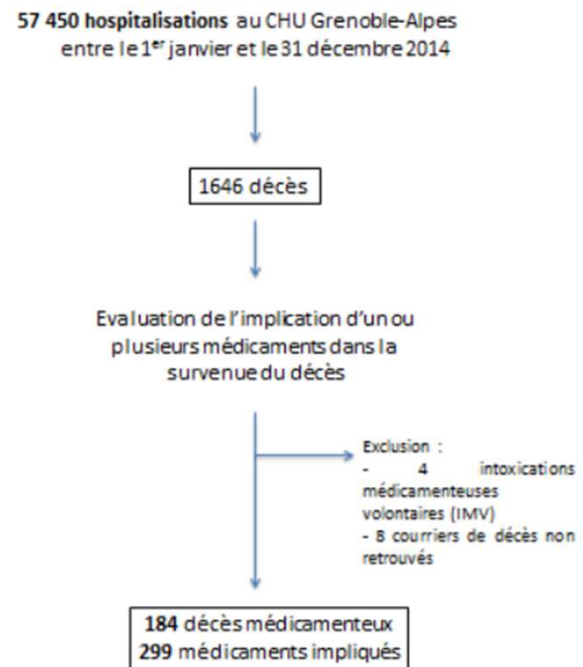 57 450 hospitalisations au CHU Grenoble-Alpes
entre le 1er janvier et le 31 décembre 2014
1646 décès
Evaluation de l'implication d'un ou
plusieurs médicaments dans la
survenue du décès
Exclusion :
- 4 intoxications
médicamenteuses
volontaires (IMV)
- 8 courriers de décès non
retrouvés
184 décès médicamenteux
299 médicaments impliqués